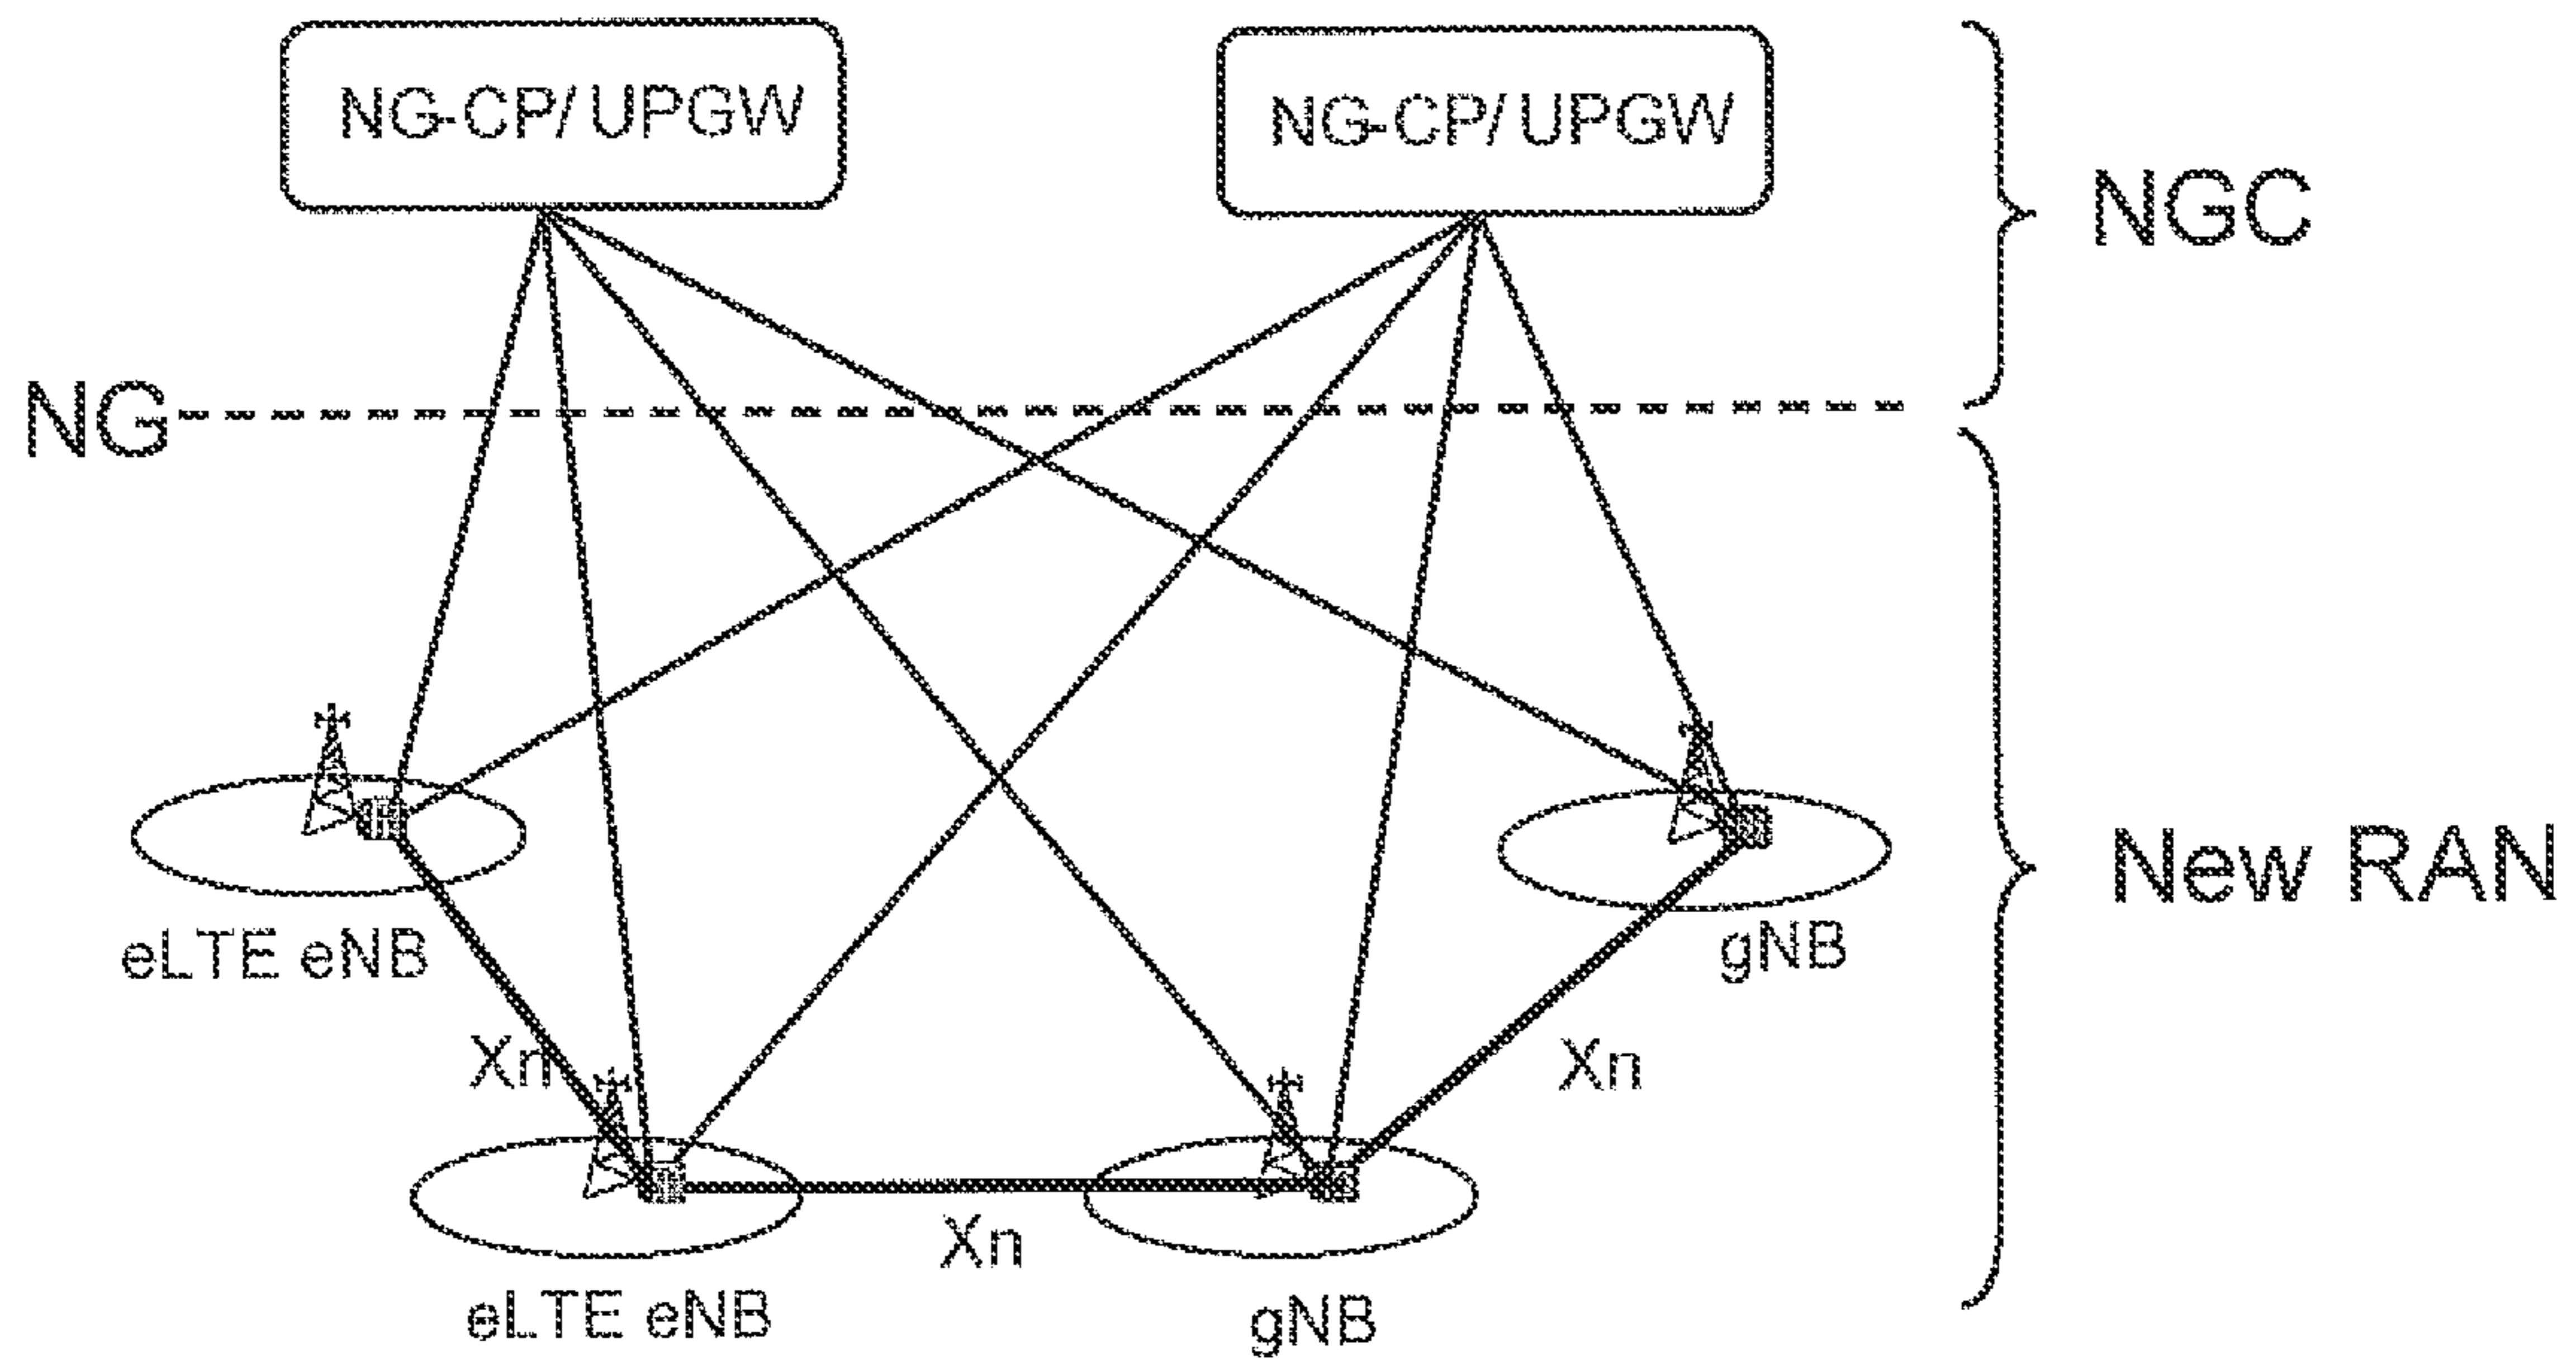 NG-CP/ UPGW
NG-CP/ UPGW
NGC
NG
New RAN
eLTE eNB
gNB
Xn
Xn
Xn
eLTE eNB
gNB